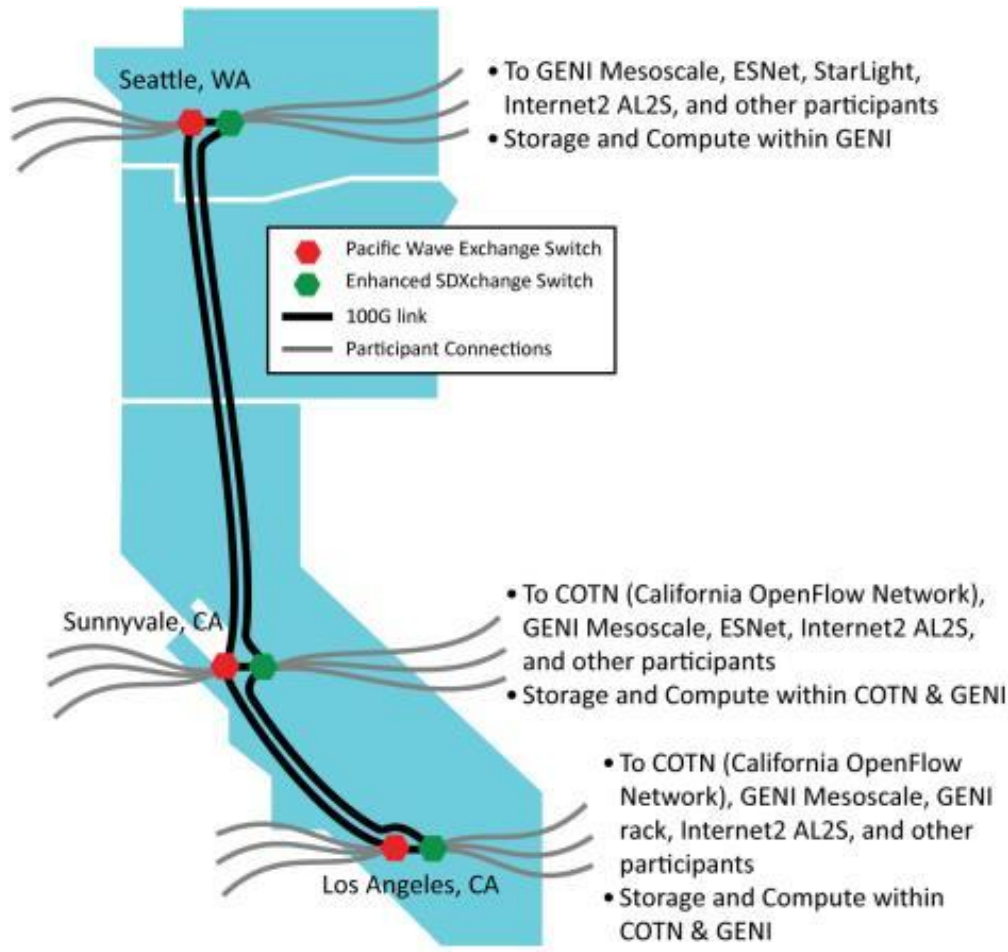 Seattle, WA
• To GENI Mesoscale, ESNet, StarLight,
Internet2 AL2S, and other participants
• Storage and Compute within GENI
Pacific Wave Exchange Switch
Enhanced SDXchange Switch
100G link
Participant Connections
Sunnyvale, CA
• To COTN (California OpenFlow Network),
GENI Mesoscale, ESNet, Internet2 AL2S,
and other participants
• Storage and Compute within COTN & GENI
Los Angeles, CA
• To COTN (California OpenFlow
Network), GENI Mesoscale, GENI
rack, Internet2 AL2S, and other
participants
• Storage and Compute within
COTN & GENI